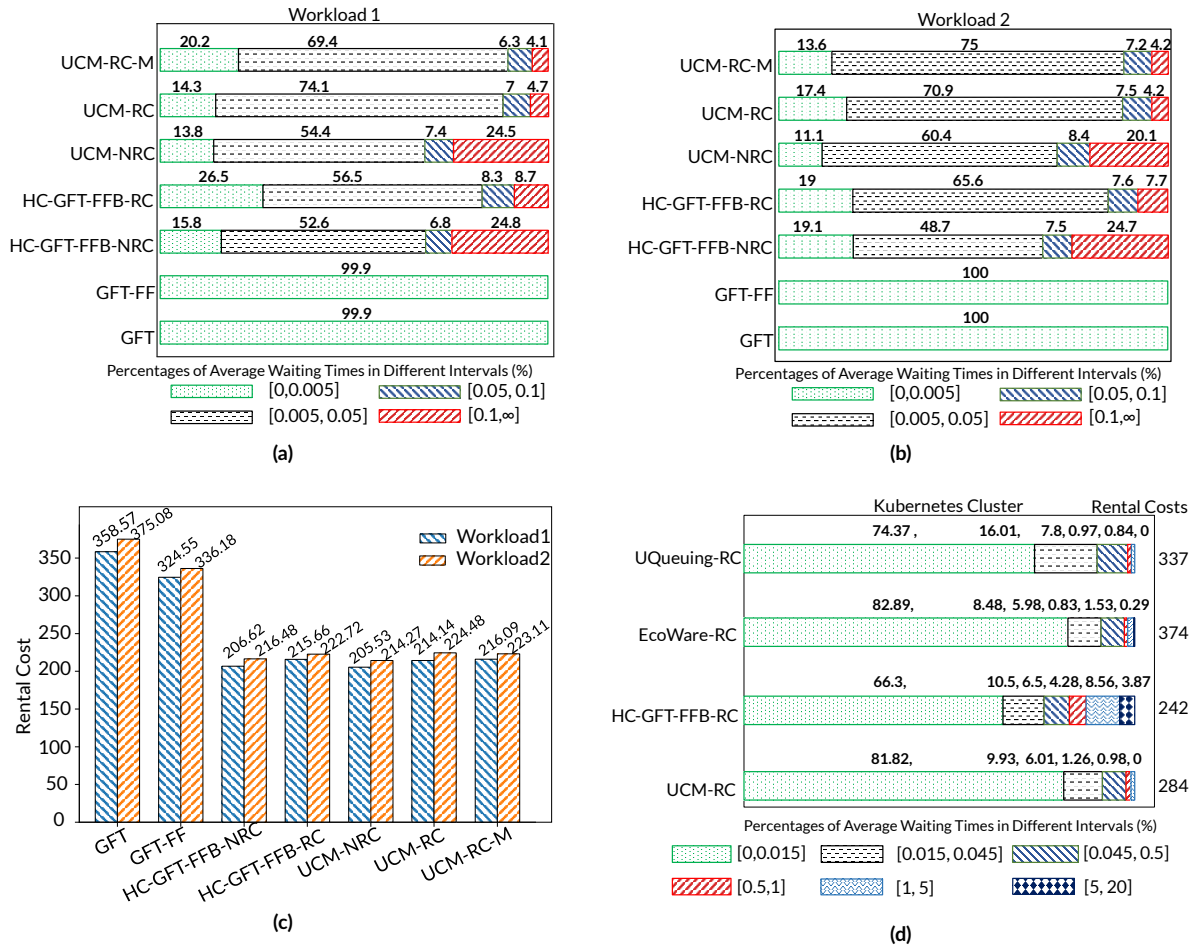 Workload 1
20.2 69.4 6.3 4.1
UCM-RC-M
14.3 74.1 7 4.7
UCM-RC
13.8 54.4 7.4 24.5
UCM-NRC
26.5 56.5 8.3 8.7
HC-GFT-FFB-RC
15.8 52.6 6.8 24.8
HC-GFT-FFB-NRC
99.9
GFT-FF
99.9
GFT
Percentages of Average Waiting Times in Different Intervals (%)
[0,0.005] [0.05, 0.1]
[0.005, 0.05] [0.1,∞]
(a)
Workload 2
13.6 75 7.2 4.2
UCM-RC-M
17.4 70.9 7.5 4.2
UCM-RC
11.1 60.4 8.4 20.1
UCM-NRC
19 65.6 7.6 7.7
HC-GFT-FFB-RC
19.1 48.7 7.5 24.7
HC-GFT-FFB-NRC
100
GFT-FF
100
GFT
Percentages of Average Waiting Times in Different Intervals (%)
[0,0.005] [0.05, 0.1]
[0.005, 0.05] [0.1,∞]
(b)
Rental Cost
350
300
250
200
150
100
50
0
358.57 375.08 324.55 336.18 206.62 216.48 215.66 222.72 205.53 214.27 214.14 224.48 216.09 223.11
Workload1
Workload2
GFT GFT-FF HC-GFT-FFB-NRC HC-GFT-FFB-RC UCM-NRC UCM-RC UCM-RC-M
(c)
Kubernetes Cluster Rental Costs
74.37, 16.01, 7.8, 0.97, 0.84, 0
UQueuing-RC 337
82.89, 8.48, 5.98, 0.83, 1.53, 0.29
EcoWare-RC 374
66.3, 10.5, 6.5, 4.28, 8.56, 3.87
HC-GFT-FFB-RC 242
81.82, 9.93, 6.01, 1.26, 0.98, 0
UCM-RC 284
Percentages of Average Waiting Times in Different Intervals (%)
[0,0.015] [0.015, 0.045] [0.045, 0.5]
[0.5,1] [1, 5] [5, 20]
(d)